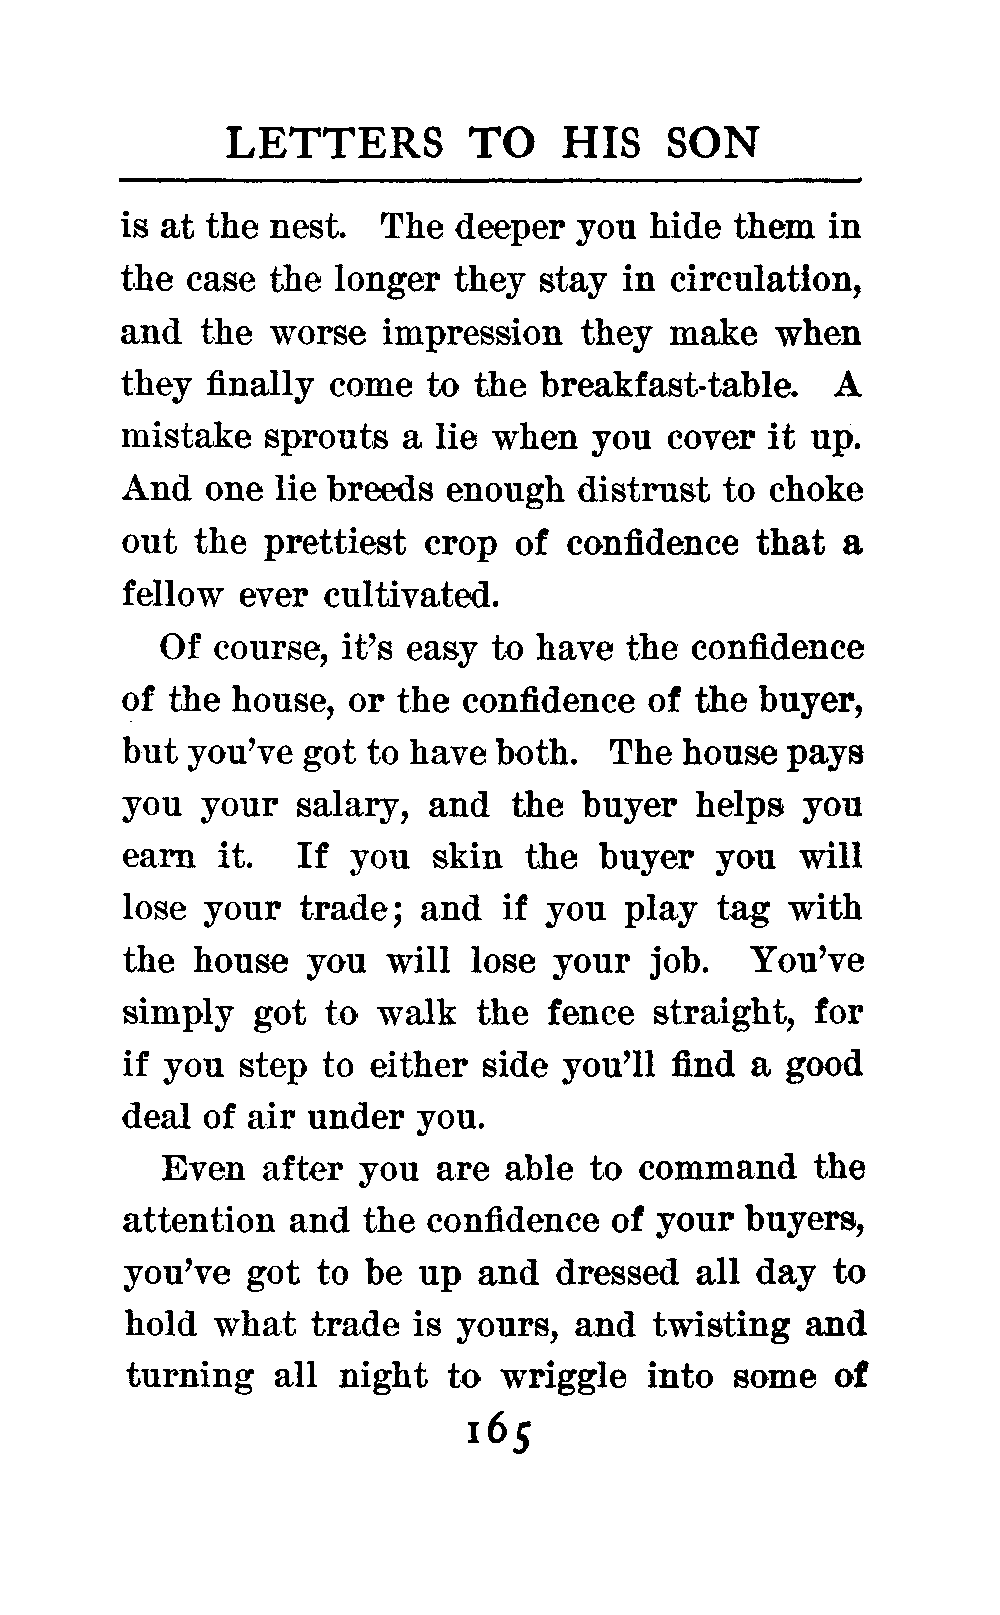 LETTERS TO HIS SON
is at the nest. The deeper you hide them in
the case the longer they stay in circulation,
and the worse impression they make when
they finally come to the breakfast-table. A
mistake sprouts a lie when you cover it up.
And one lie breeds enough distrust to choke
out the prettiest crop of confidence that a
fellow ever cultivated.
Of course, it's easy to have the confidence
of the house, or the confidence of the buyer,
but you've got to have both. The house pays
you your salary, and the buyer helps you
earn it. If you skin the buyer you will
lose your trade; and if you play tag with
the house you will lose your job. You've
simply got to walk the fence straight, for
if you step to either side you'll find a good
deal of air under you.
Even after you are able to command the
attention and the confidence of your buyers,
you've got to be up and dressed all day to
hold what trade is yours, and twisting and
turning all night to wriggle into some of
165